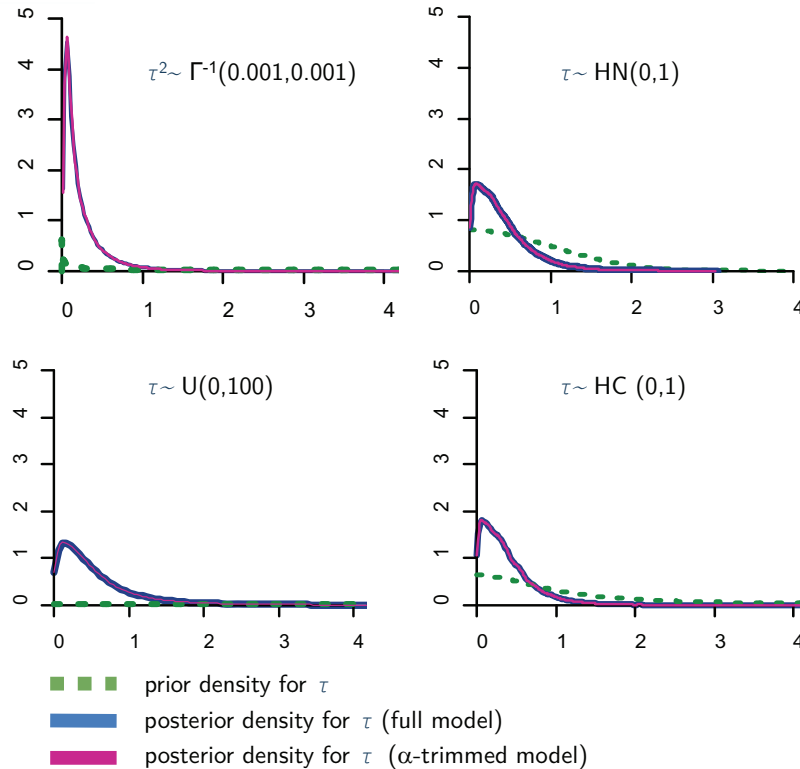 τ²~ Γ⁻¹(0.001,0.001)
5
4
3
2
1
0
0 1 2 3 4
τ~ HN(0,1)
5
4
3
2
1
0
0 1 2 3 4
τ~ U(0,100)
5
4
3
2
1
0
0 1 2 3 4
τ~ HC (0,1)
5
4
3
2
1
0
0 1 2 3 4
prior density for τ
posterior density for τ (full model)
posterior density for τ (α-trimmed model)